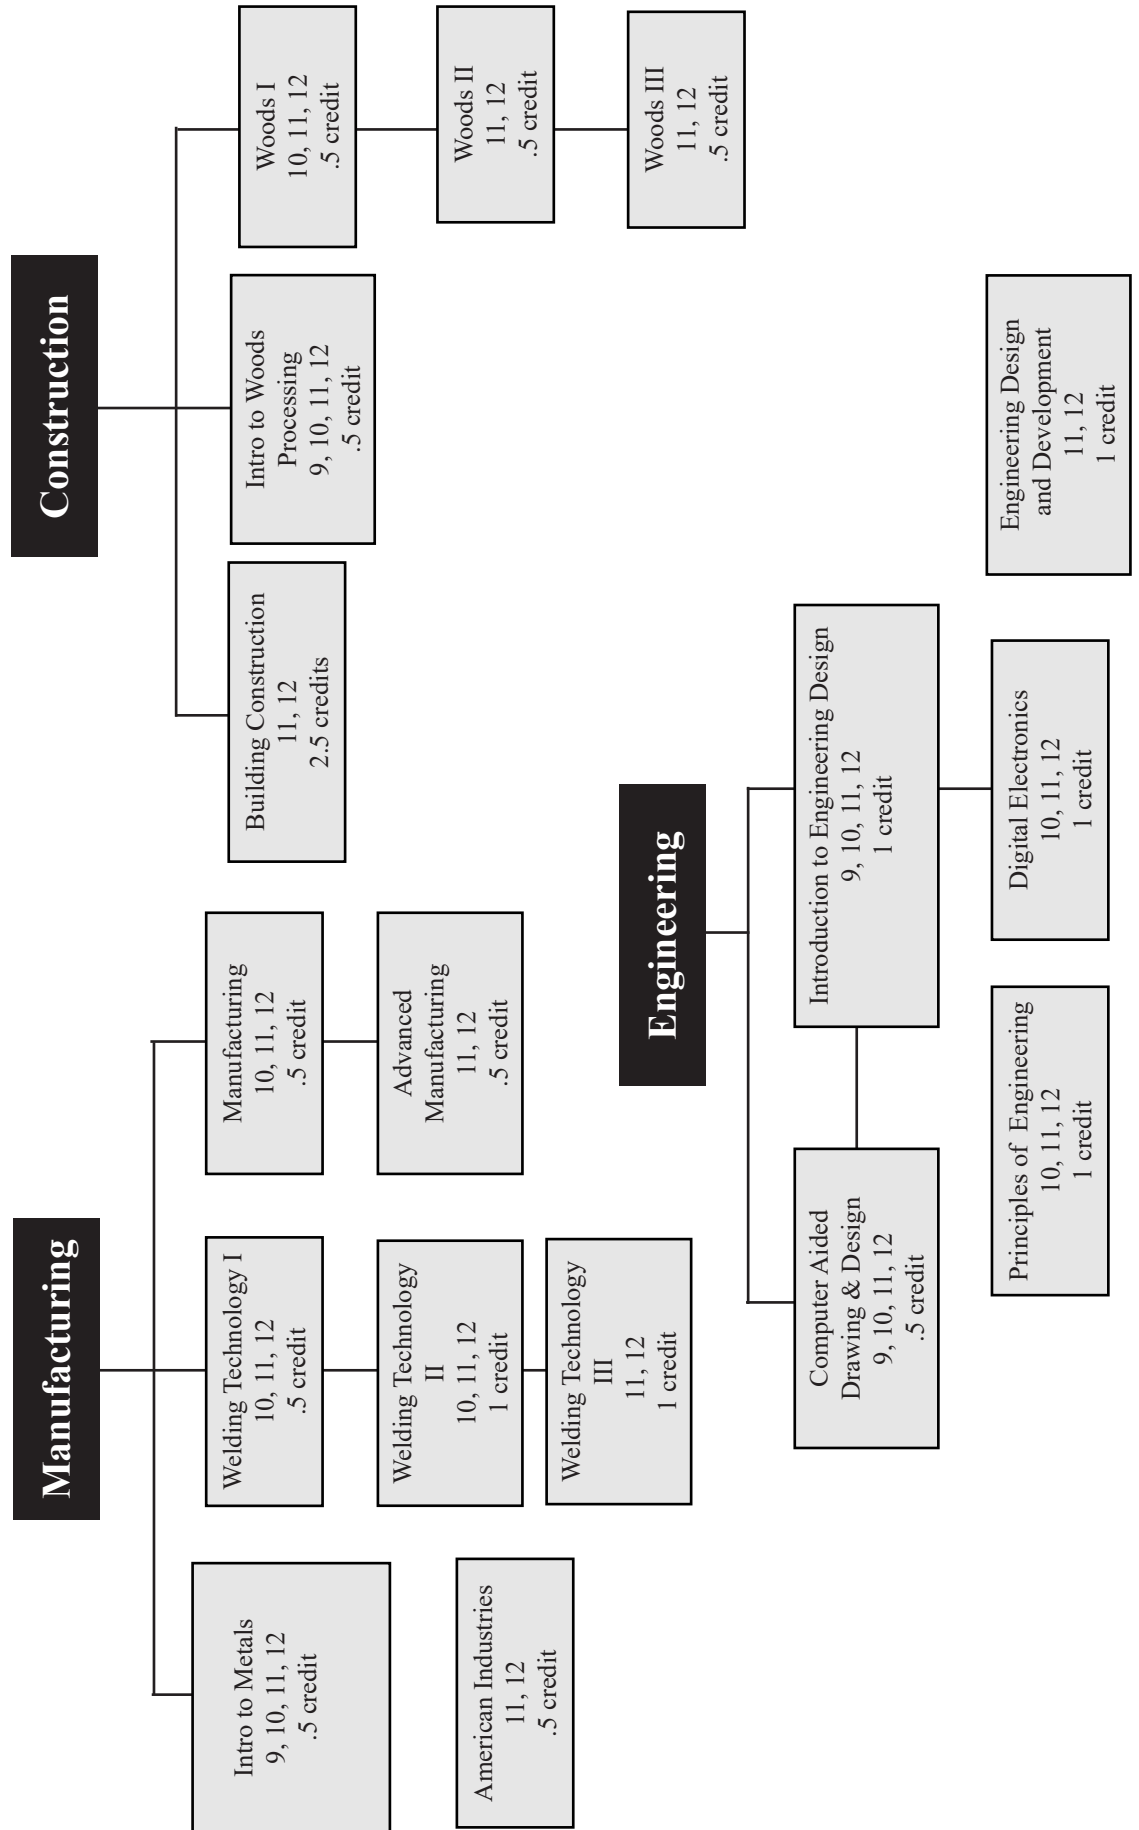 Manufacturing
Intro to Metals
9, 10, 11, 12
.5 credit
American Industries
11, 12
.5 credit
Welding Technology I
10, 11, 12
.5 credit
Welding Technology
II
10, 11, 12
1 credit
Welding Technology
III
11, 12
1 credit
Manufacturing
10, 11, 12
.5 credit
Advanced
Manufacturing
11, 12
.5 credit
Construction
Building Construction
11, 12
2.5 credits
Intro to Woods
Processing
9, 10, 11, 12
.5 credit
Woods I
10, 11, 12
.5 credit
Woods II
11, 12
.5 credit
Woods III
11, 12
.5 credit
Engineering
Computer Aided
Drawing & Design
9, 10, 11, 12
.5 credit
Introduction to Engineering Design
9, 10, 11, 12
1 credit
Principles of Engineering
10, 11, 12
1 credit
Digital Electronics
10, 11, 12
1 credit
Engineering Design
and Development
11, 12
1 credit